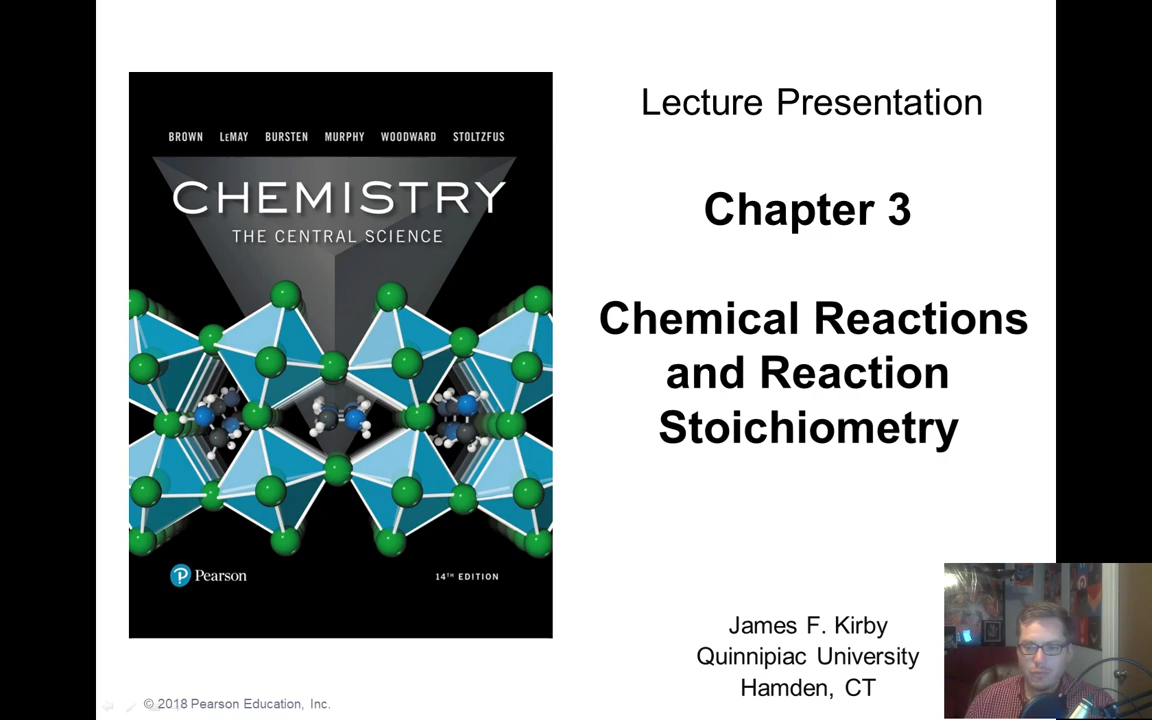 BROWN LEMAY BURSTEN MURPHY WOODWARD STOLTZFUS
CHEMISTRY
THE CENTRAL SCIENCE
Pearson
14TH EDITION
Lecture Presentation
Chapter 3
Chemical Reactions
and Reaction
Stoichiometry
James F. Kirby
Quinnipiac University
Hamden, CT
© 2018 Pearson Education, Inc.